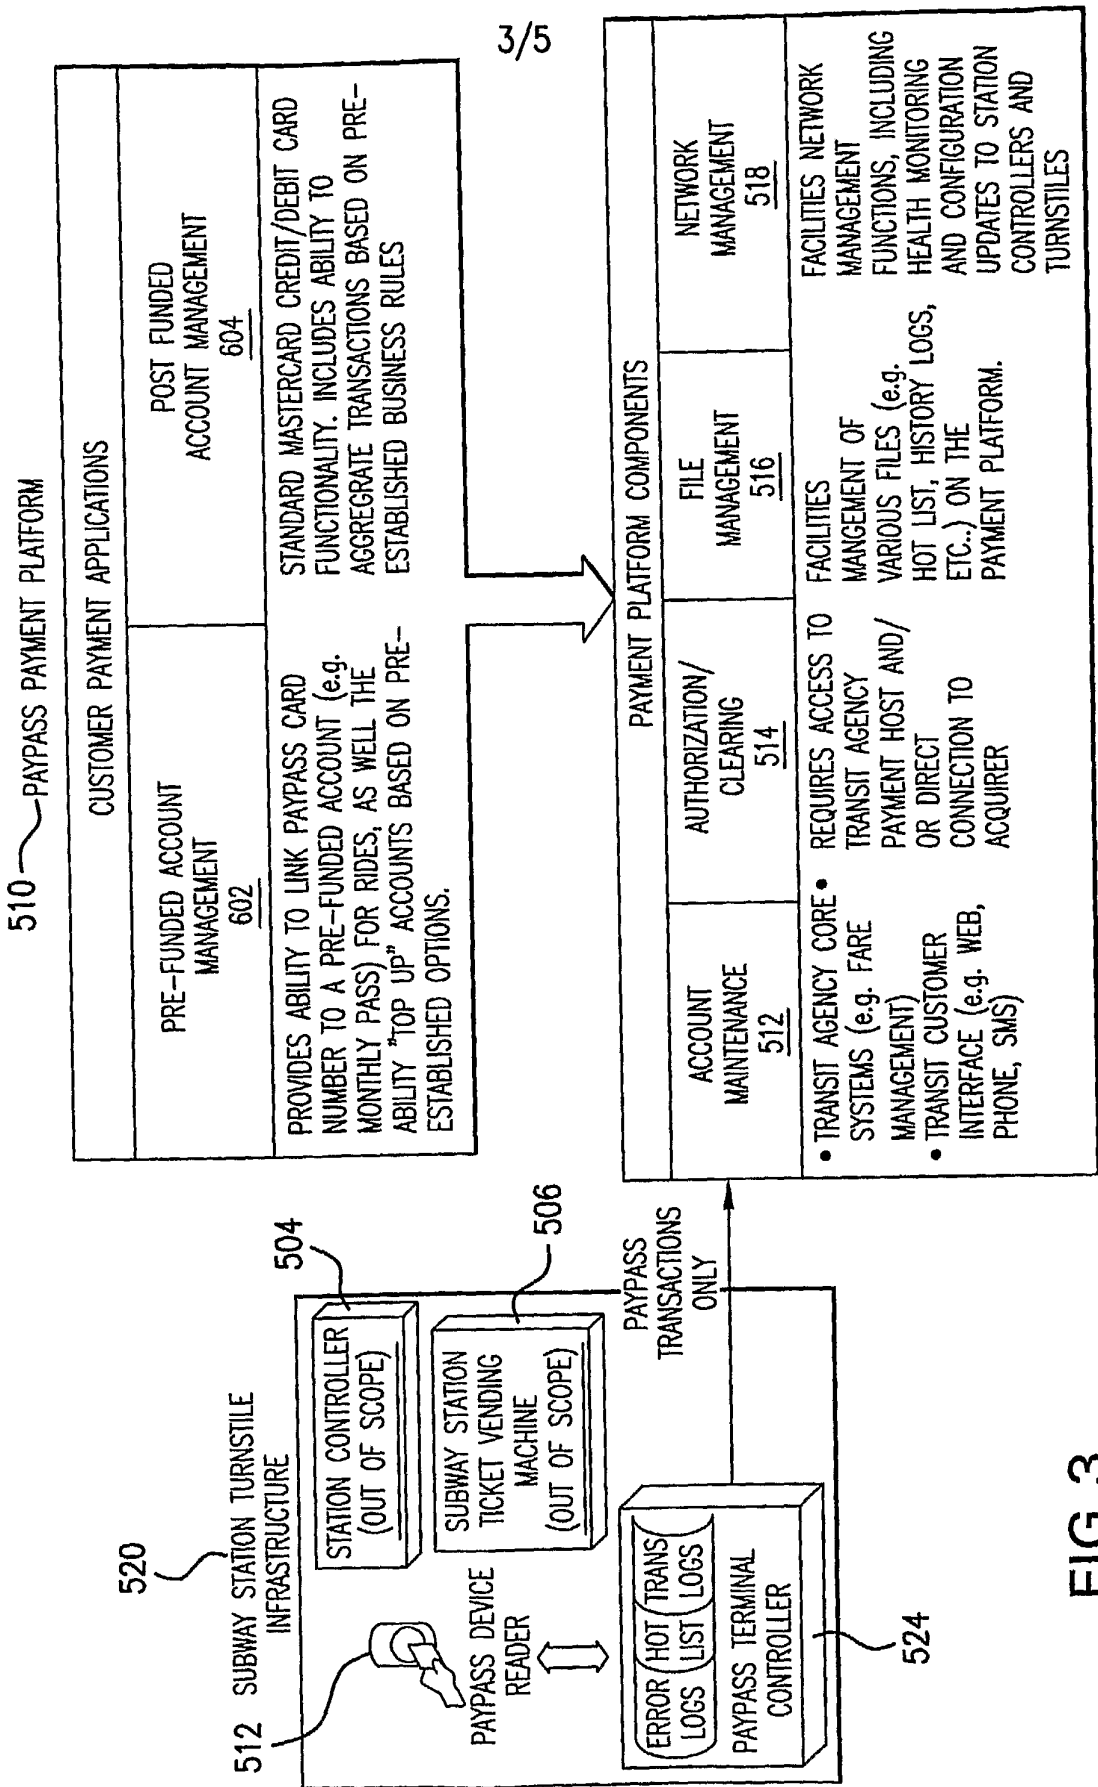 3/5
510
PAYPASS PAYMENT PLATFORM
CUSTOMER PAYMENT APPLICATIONS
PRE-FUNDED ACCOUNT
MANAGEMENT
602
POST FUNDED
ACCOUNT MANAGEMENT
604
PROVIDES ABILITY TO LINK PAYPASS CARD
NUMBER TO A PRE-FUNDED ACCOUNT (e.g.
MONTHLY PASS) FOR RIDES, AS WELL THE
ABILITY "TOP UP" ACCOUNTS BASED ON PRE-
ESTABLISHED OPTIONS.
STANDARD MASTERCARD CREDIT/DEBIT CARD
FUNCTIONALITY. INCLUDES ABILITY TO
AGGREGRATE TRANSACTIONS BASED ON PRE-
ESTABLISHED BUSINESS RULES
520
SUBWAY STATION TURNSTILE
INFRASTRUCTURE
512
504
STATION CONTROLLER
(OUT OF SCOPE)
506
SUBWAY STATION
TICKET VENDING
MACHINE
(OUT OF SCOPE)
PAYPASS DEVICE
READER
ERROR
LOGS
HOT
LIST
TRANS
LOGS
PAYPASS TERMINAL
CONTROLLER
524
PAYPASS
TRANSACTIONS
ONLY
PAYMENT PLATFORM COMPONENTS
ACCOUNT
MAINTENANCE
512
AUTHORIZATION/
CLEARING
514
FILE
MANAGEMENT
516
NETWORK
MANAGEMENT
518
• TRANSIT AGENCY CORE
SYSTEMS (e.g. FARE
MANAGEMENT)
• TRANSIT CUSTOMER
INTERFACE (e.g. WEB,
PHONE, SMS)
• REQUIRES ACCESS TO
TRANSIT AGENCY
PAYMENT HOST AND/
OR DIRECT
CONNECTION TO
ACQUIRER
FACILITIES
MANGEMENT OF
VARIOUS FILES (e.g.
HOT LIST, HISTORY LOGS,
ETC..) ON THE
PAYMENT PLATFORM.
FACILITIES NETWORK
MANAGEMENT
FUNCTIONS, INCLUDING
HEALTH MONITORING
AND CONFIGURATION
UPDATES TO STATION
CONTROLLERS AND
TURNSTILES
FIG.3